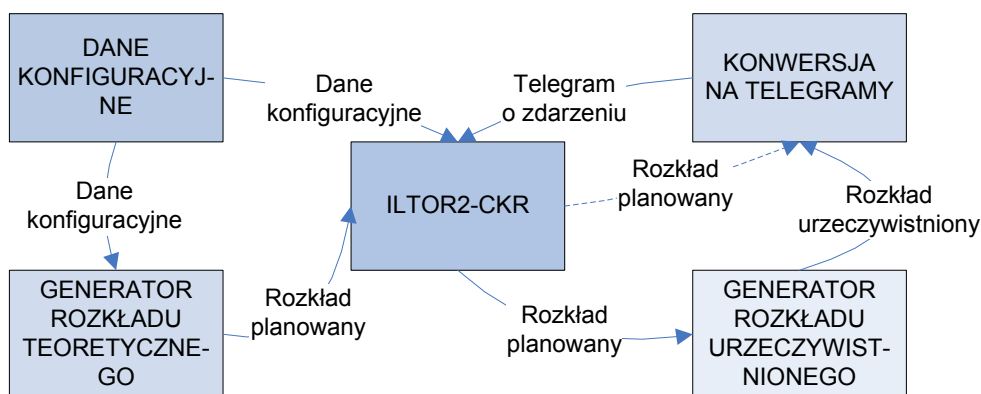 DANE
KONFIGURACYJ-
NE
Dane
konfiguracyjne
Telegram
o zdarzeniu
KONWERSJA
NA TELEGRAMY
Dane
konfiguracyjne
ILTOR2-CKR
Rozkład
planowany
Rozkład
urzeczywistniony
GENERATOR
ROZKŁADU
TEORETYCZNE-
GO
Rozkład
planowany
Rozkład
planowany
GENERATOR
ROZKŁADU
URZECZYWIST-
NIONEGO